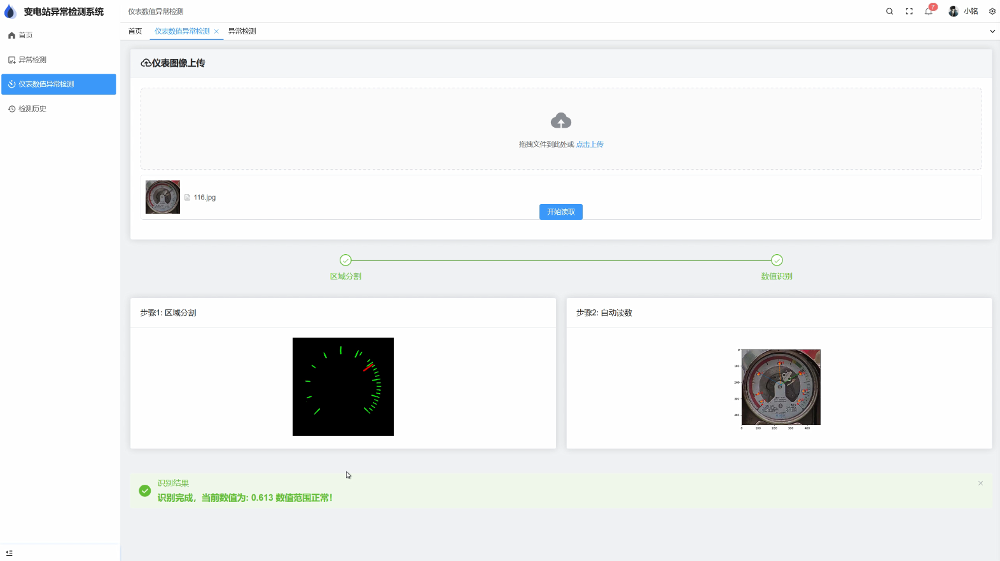 变电站异常检测系统
仪表数值异常检测
7
小铭
首页
仪表数值异常检测
异常检测
首页
异常检测
仪表数值异常检测
检测历史
仪表图像上传
拖拽文件到此处或 点击上传
116.jpg
开始读取
区域分割
数值识别
步骤1: 区域分割
步骤2: 自动读数
0
100
200
300
400
0 100 200 300 400
识别结果
识别完成，当前数值为: 0.613 数值范围正常!